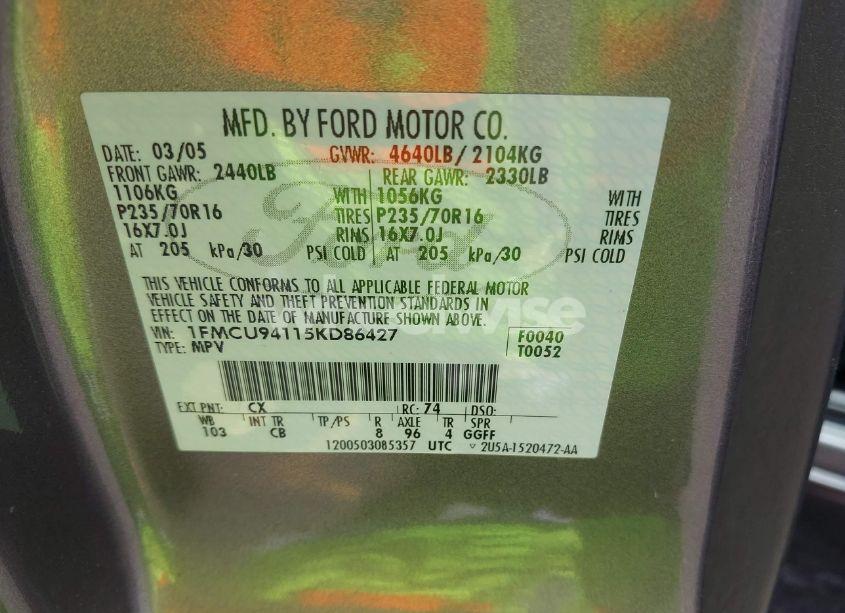 MFD. BY FORD MOTOR CO.
DATE: 03/05 GVWR: 4640LB/ 2104KG
FRONT GAWR: 2440LB REAR GAWR: 2330LB
1106KG WITH 1056KG WITH
P235/70R16 TIRES P235/70R16 TIRES
16X7.0J RIMS 16X7.0J RIMS
AT 205 kPa/30 PSI COLD AT 205 kPa/30 PSI COLD
Ford
THIS VEHICLE CONFORMS TO ALL APPLICABLE FEDERAL MOTOR
VEHICLE SAFETY AND THEFT PREVENTION STANDARDS IN
EFFECT ON THE DATE OF MANUFACTURE SHOWN ABOVE.
VIN: 1FMCU94115KD86427 F0040
TYPE: MPV T0052
EXT PNT: CX RC: 74 DSO:
WB INT TR TP/PS R AXLE TR SPR
103 CB 8 96 4 GGFF
1200503085357 UTC 2U5A-1520472-AA